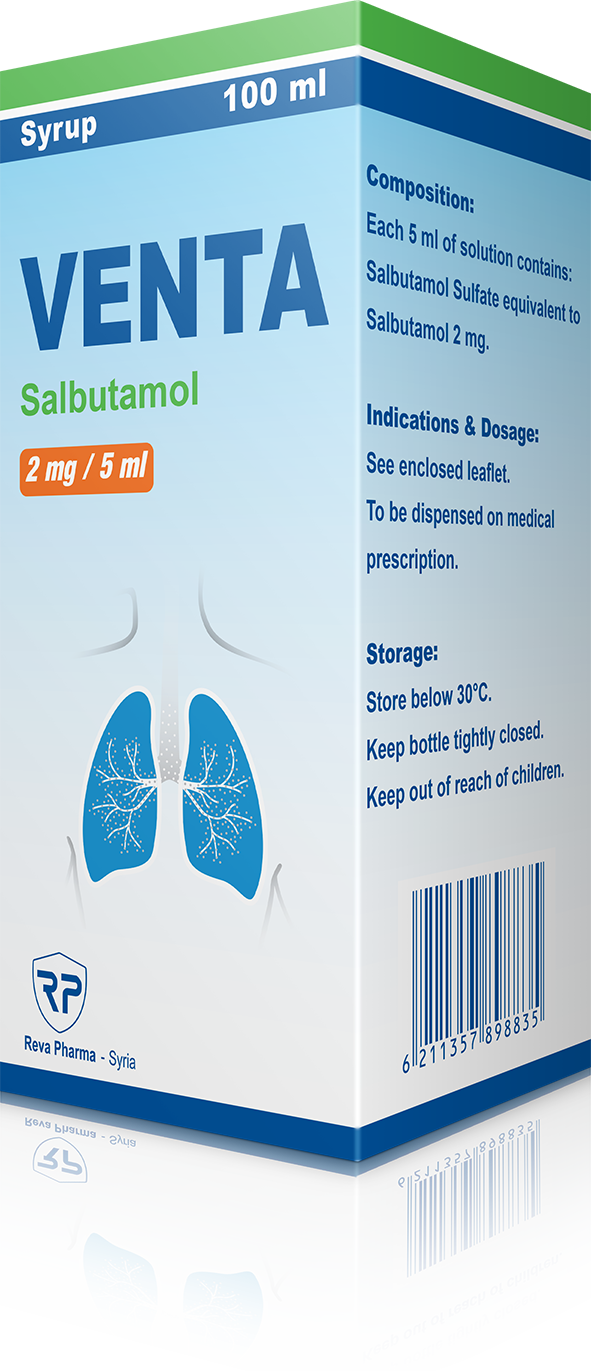 Syrup 100 ml
VENTA
Salbutamol
2 mg / 5 ml
RP
Reva Pharma - Syria
Composition:
Each 5 ml of solution contains:
Salbutamol Sulfate equivalent to
Salbutamol 2 mg.
Indications & Dosage:
See enclosed leaflet.
To be dispensed on medical
prescription.
Storage:
Store below 30°C.
Keep bottle tightly closed.
Keep out of reach of children.
6 211357 898835